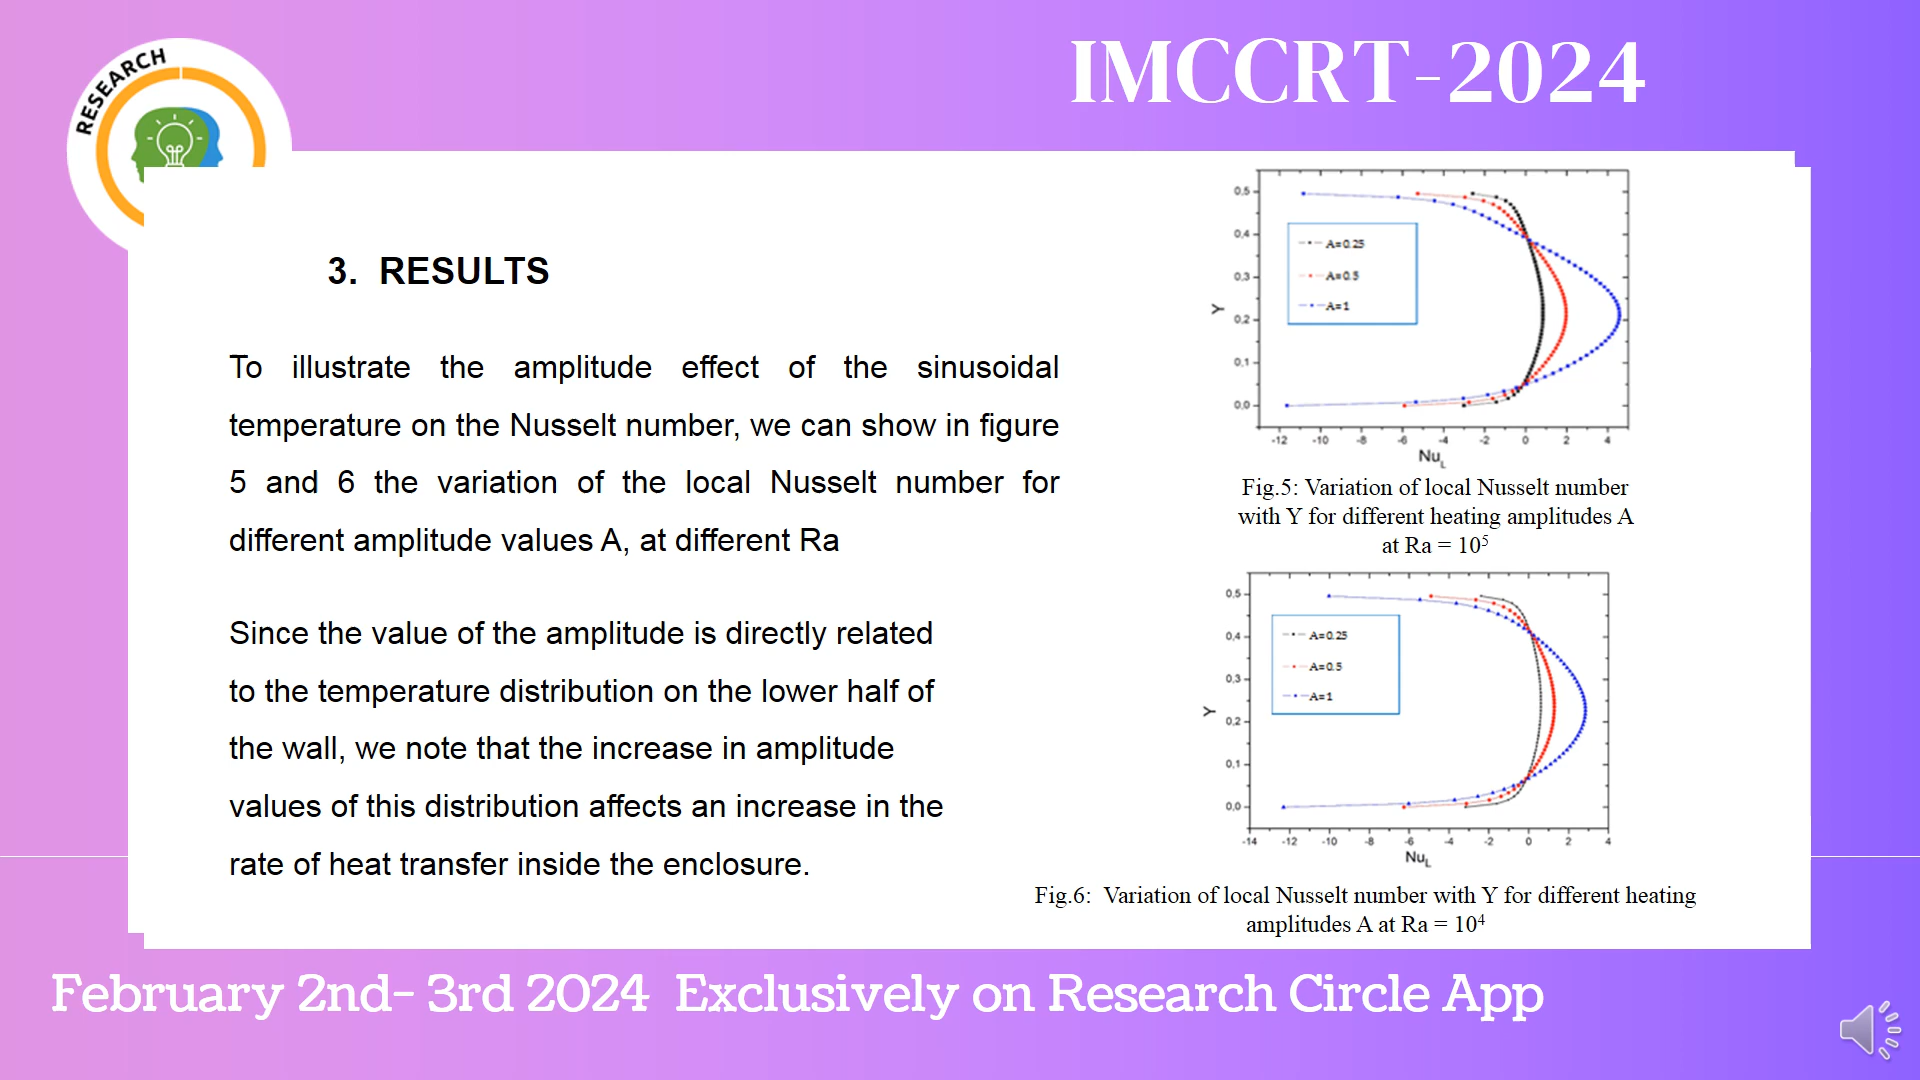 RESEARCH
IMCCRT-2024
3. RESULTS
To illustrate the amplitude effect of the sinusoidal
temperature on the Nusselt number, we can show in figure
5 and 6 the variation of the local Nusselt number for
different amplitude values A, at different Ra
Since the value of the amplitude is directly related
to the temperature distribution on the lower half of
the wall, we note that the increase in amplitude
values of this distribution affects an increase in the
rate of heat transfer inside the enclosure.
0,5
0,4
0,3
0,2
0,1
0,0
Y
A=0.25
A=0.5
A=1
-12 -10 -8 -6 -4 -2 0 2 4
NuL
Fig.5: Variation of local Nusselt number
with Y for different heating amplitudes A
at Ra = 10⁵
0,5
0,4
0,3
0,2
0,1
0,0
Y
A=0.25
A=0.5
A=1
-14 -12 -10 -8 -6 -4 -2 0 2 4
NuL
Fig.6: Variation of local Nusselt number with Y for different heating
amplitudes A at Ra = 10⁴
February 2nd- 3rd 2024 Exclusively on Research Circle App